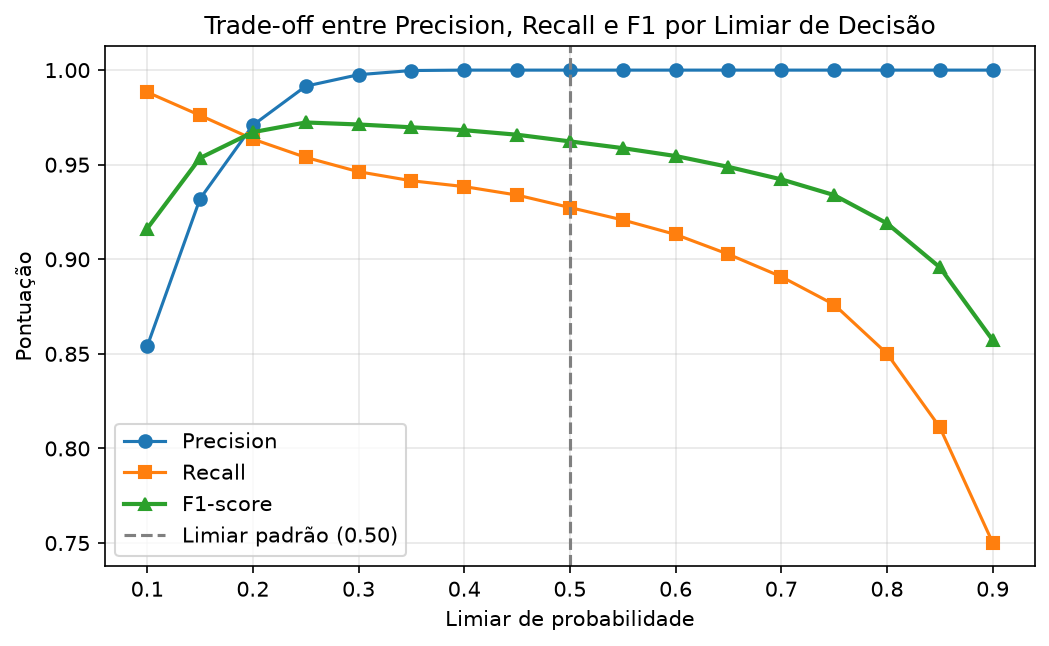 Trade-off entre Precision, Recall e F1 por Limiar de Decisão
Pontuação
1.00
0.95
0.90
0.85
0.80
0.75
Precision
Recall
F1-score
Limiar padrão (0.50)
0.1 0.2 0.3 0.4 0.5 0.6 0.7 0.8 0.9
Limiar de probabilidade